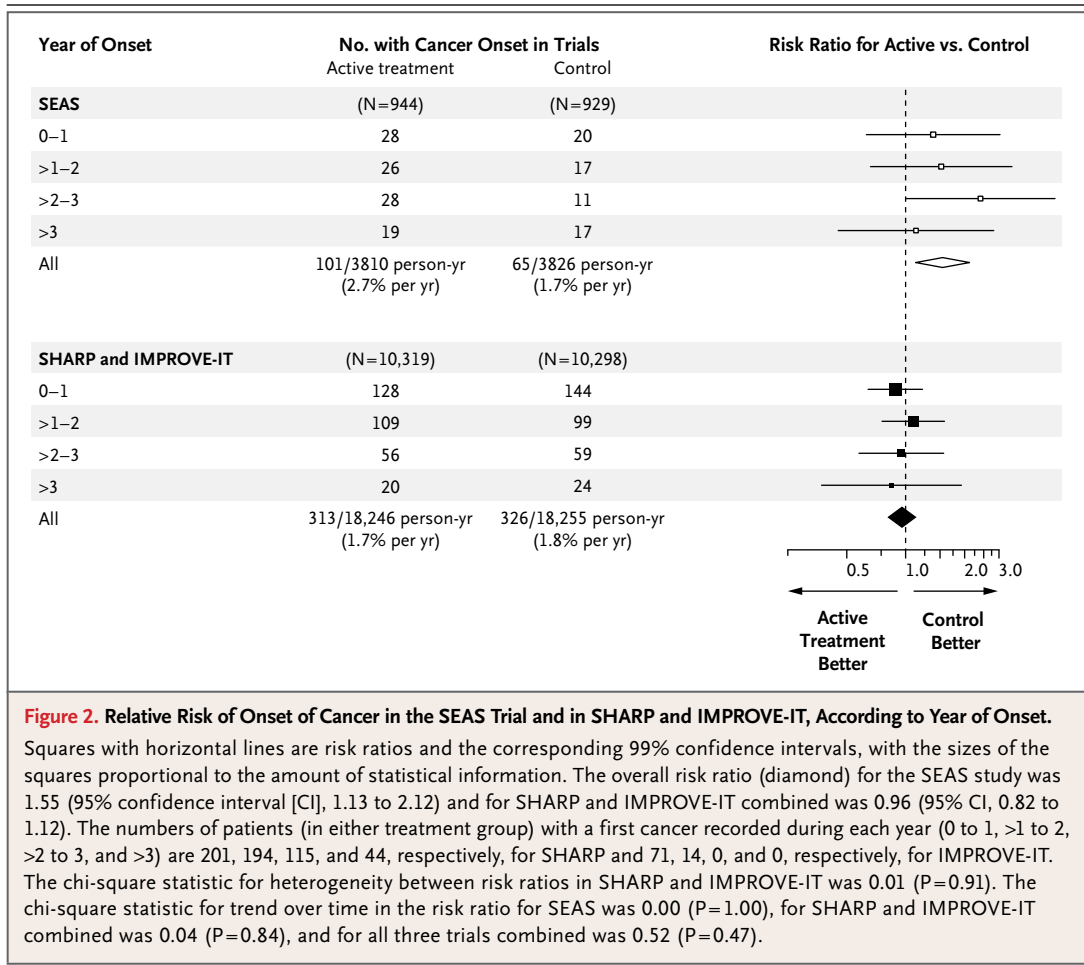 Year of Onset No. with Cancer Onset in Trials Risk Ratio for Active vs. Control
Active treatment Control
SEAS (N=944) (N=929)
0–1 28 20
>1–2 26 17
>2–3 28 11
>3 19 17
All 101/3810 person-yr 65/3826 person-yr
(2.7% per yr) (1.7% per yr)
SHARP and IMPROVE-IT (N=10,319) (N=10,298)
0–1 128 144
>1–2 109 99
>2–3 56 59
>3 20 24
All 313/18,246 person-yr 326/18,255 person-yr
(1.7% per yr) (1.8% per yr)
0.5 1.0 2.0 3.0
Active Control
Treatment Better
Better
Figure 2. Relative Risk of Onset of Cancer in the SEAS Trial and in SHARP and IMPROVE-IT, According to Year of Onset.
Squares with horizontal lines are risk ratios and the corresponding 99% confidence intervals, with the sizes of the
squares proportional to the amount of statistical information. The overall risk ratio (diamond) for the SEAS study was
1.55 (95% confidence interval [CI], 1.13 to 2.12) and for SHARP and IMPROVE-IT combined was 0.96 (95% CI, 0.82 to
1.12). The numbers of patients (in either treatment group) with a first cancer recorded during each year (0 to 1, >1 to 2,
>2 to 3, and >3) are 201, 194, 115, and 44, respectively, for SHARP and 71, 14, 0, and 0, respectively, for IMPROVE-IT.
The chi-square statistic for heterogeneity between risk ratios in SHARP and IMPROVE-IT was 0.01 (P=0.91). The
chi-square statistic for trend over time in the risk ratio for SEAS was 0.00 (P=1.00), for SHARP and IMPROVE-IT
combined was 0.04 (P=0.84), and for all three trials combined was 0.52 (P=0.47).